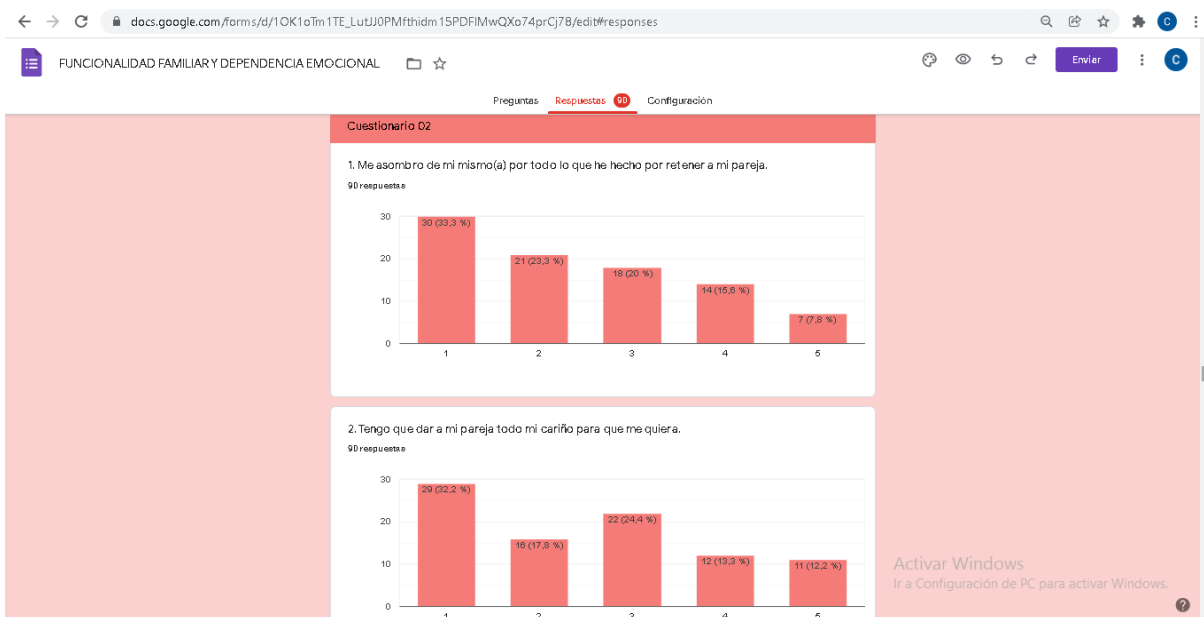 docs.google.com/forms/d/1OK1oTm1TE_LutJJ0PMfthidm15PDFIMwQXo74prCj78/edit#responses
C
FUNCIONALIDAD FAMILIAR Y DEPENDENCIA EMOCIONAL
Enviar
C
Preguntas Respuestas 90 Configuración
Cuestionario 02
1. Me asombro de mi mismo(a) por todo lo que he hecho por retener a mi pareja.
90 respuestas
30
20
10
0
30 (33,3 %)
21 (23,3 %)
18 (20 %)
14 (15,6 %)
7 (7,8 %)
1 2 3 4 5
2. Tengo que dar a mi pareja todo mi cariño para que me quiera.
90 respuestas
30
20
10
0
29 (32,2 %)
16 (17,8 %)
22 (24,4 %)
12 (13,3 %)
11 (12,2 %)
1 2 3 4 5
Activar Windows
Ir a Configuración de PC para activar Windows.